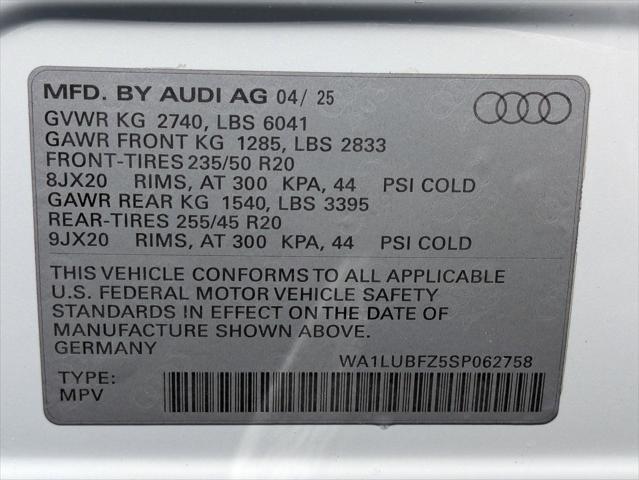 MFD. BY AUDI AG 04/ 25
GVWR KG 2740, LBS 6041
GAWR FRONT KG 1285, LBS 2833
FRONT-TIRES 235/50 R20
8JX20 RIMS, AT 300 KPA, 44 PSI COLD
GAWR REAR KG 1540, LBS 3395
REAR-TIRES 255/45 R20
9JX20 RIMS, AT 300 KPA, 44 PSI COLD
THIS VEHICLE CONFORMS TO ALL APPLICABLE
U.S. FEDERAL MOTOR VEHICLE SAFETY
STANDARDS IN EFFECT ON THE DATE OF
MANUFACTURE SHOWN ABOVE.
GERMANY
WA1LUBFZ5SP062758
TYPE:
MPV